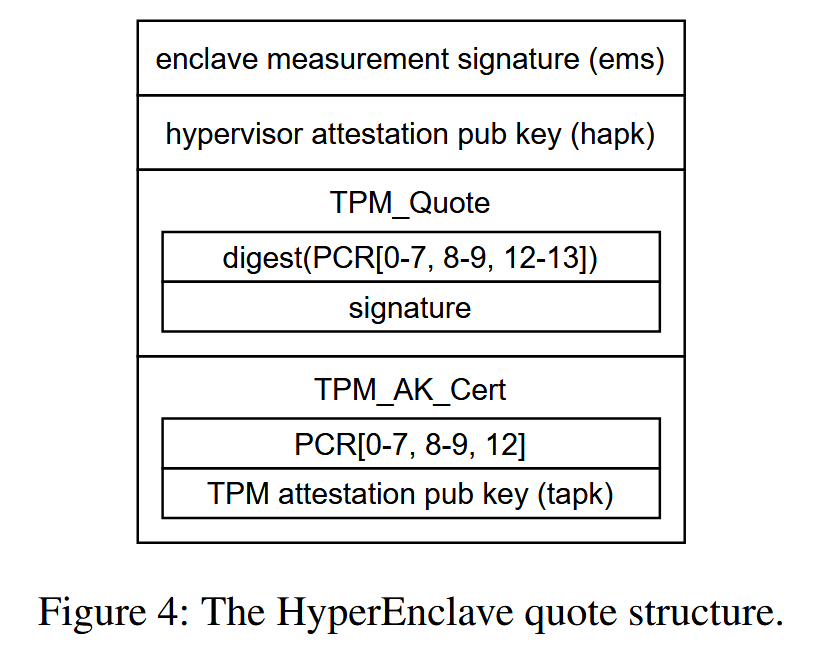 enclave measurement signature (ems)
hypervisor attestation pub key (hapk)
TPM_Quote
digest(PCR[0-7, 8-9, 12-13])
signature
TPM_AK_Cert
PCR[0-7, 8-9, 12]
TPM attestation pub key (tapk)
Figure 4: The HyperEnclave quote structure.